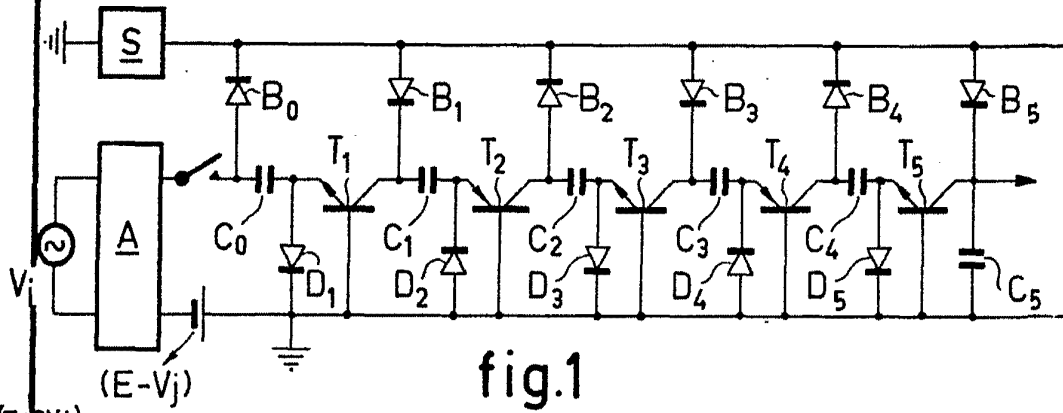 S
B₀
B₁
B₂
B₃
B₄
B₅
T₁
T₂
T₃
T₄
T₅
A
C₀
C₁
C₂
C₃
C₄
C₅
D₁
D₂
D₃
D₄
D₅
Vi
(E-Vj)
fig.1